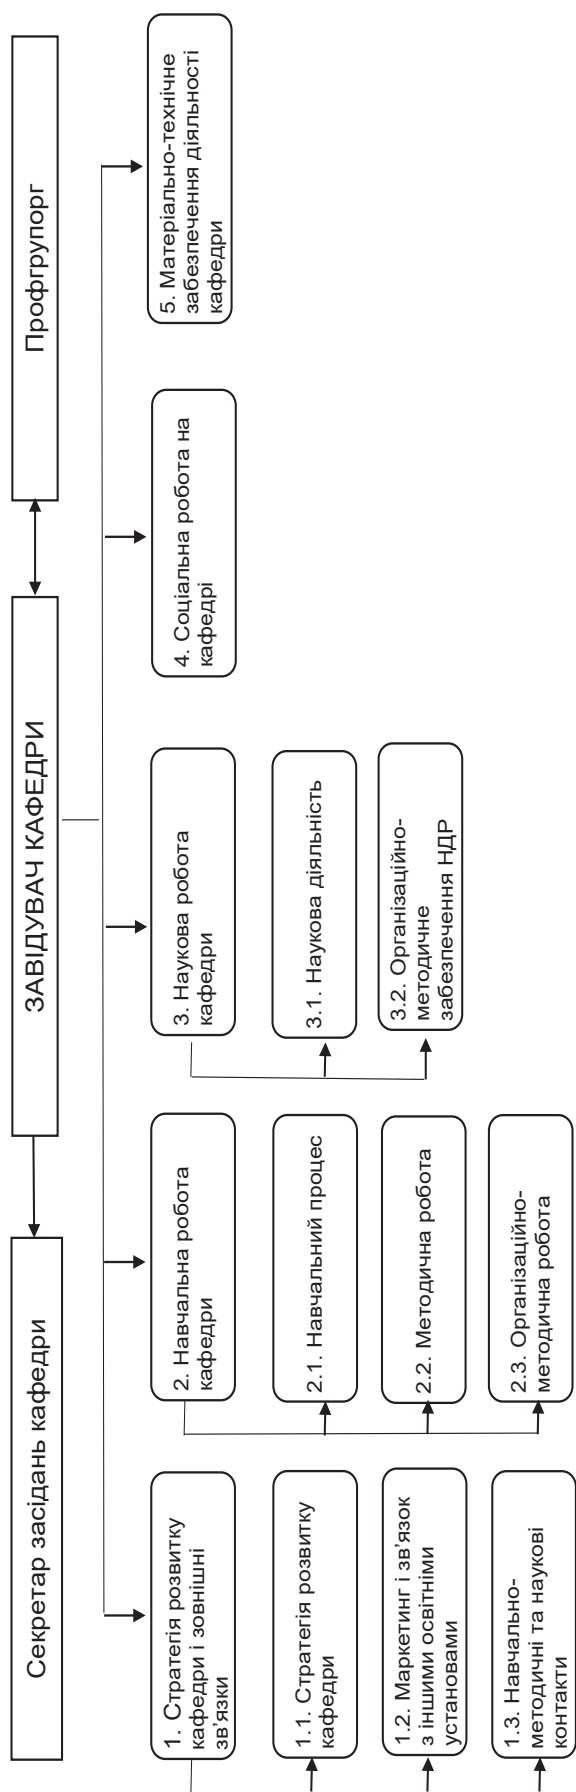 Секретар засідань кафедри
ЗАВІДУВАЧ КАФЕДРИ
Профгрупорг
1. Стратегія розвитку
кафедри і зовнішні
зв’язки
2. Навчальна робота
кафедри
3. Наукова робота
кафедри
4. Соціальна робота на
кафедрі
5. Матеріально-технічне
забезпечення діяльності
кафедри
1.1. Стратегія розвитку
кафедри
2.1. Навчальний процес
3.1. Наукова діяльність
1.2. Маркетинг і зв’язок
з іншими освітніми
установами
2.2. Методична робота
3.2. Організаційно-
методичне
забезпечення НДР
1.3. Навчально-
методичні та наукові
контакти
2.3. Організаційно-
методична робота